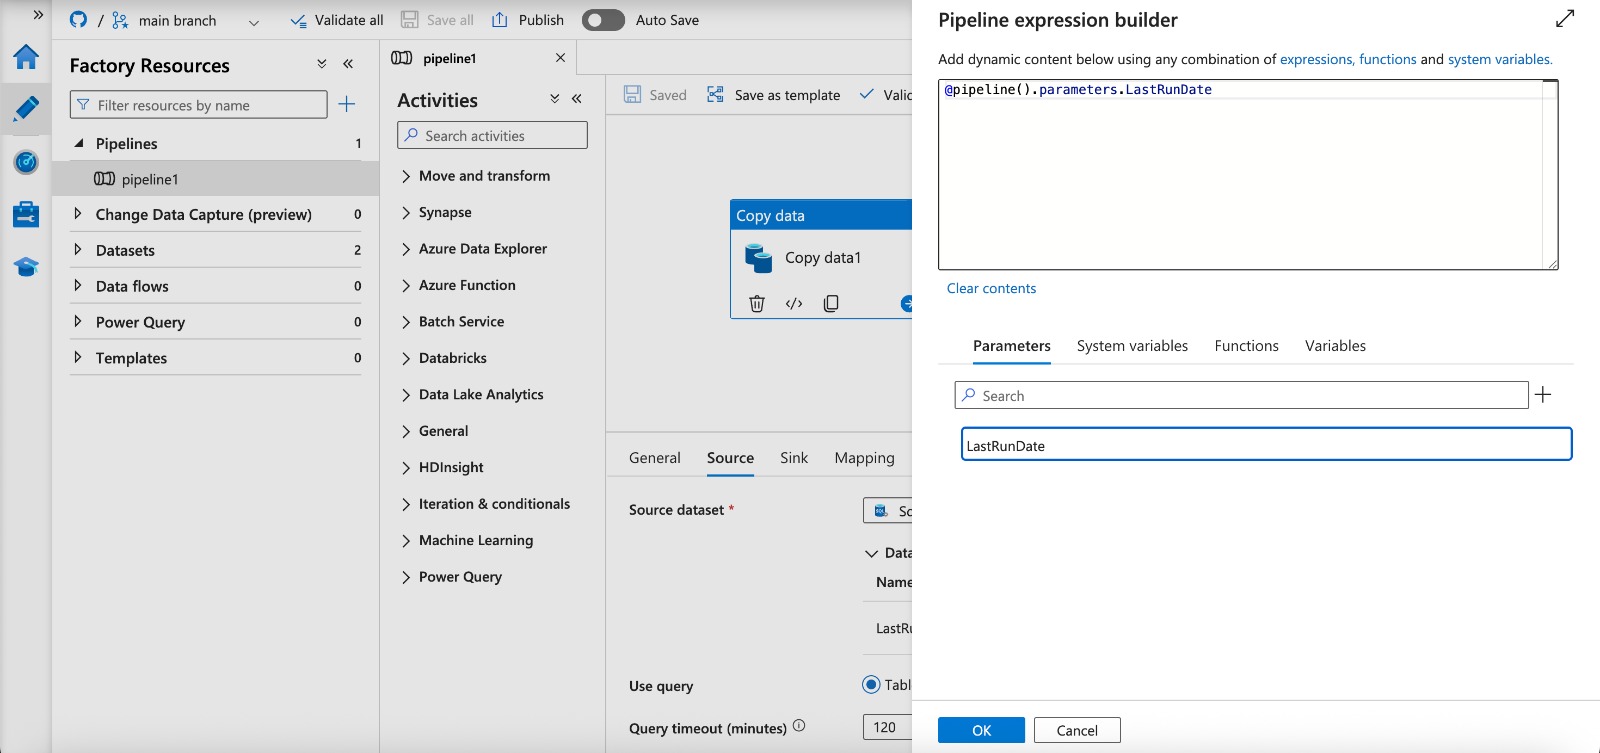 »
/ main branch
Validate all
Save all
Publish
Auto Save
Factory Resources
Filter resources by name
Pipelines 1
pipeline1
Change Data Capture (preview) 0
Datasets 2
Data flows 0
Power Query 0
Templates 0
pipeline1
Activities
Search activities
Move and transform
Synapse
Azure Data Explorer
Azure Function
Batch Service
Databricks
Data Lake Analytics
General
HDInsight
Iteration & conditionals
Machine Learning
Power Query
Saved
Save as template
Valid
Copy data
Copy data1
General
Source
Sink
Mapping
Source dataset *
So
Data
Name
LastRu
Use query
Tabl
Query timeout (minutes)
120
Pipeline expression builder
Add dynamic content below using any combination of expressions, functions and system variables.
@pipeline().parameters.LastRunDate
Clear contents
Parameters
System variables
Functions
Variables
Search
LastRunDate
OK
Cancel